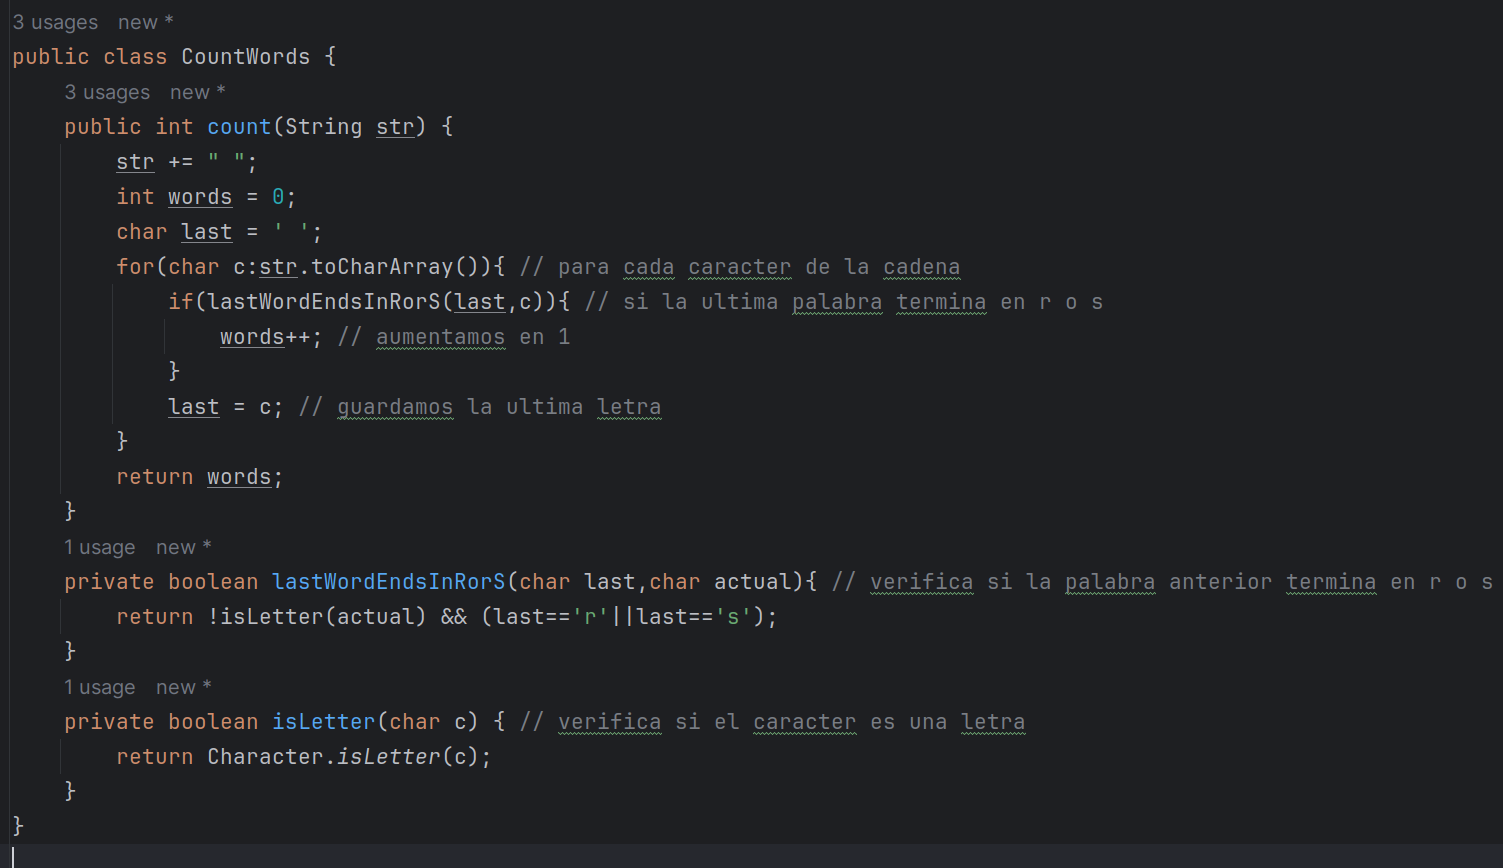 3 usages new *
public class CountWords {
3 usages new *
public int count(String str) {
str += " ";
int words = 0;
char last = ' ';
for(char c:str.toCharArray()){ // para cada caracter de la cadena
if(lastWordEndsInRorS(last,c)){ // si la ultima palabra termina en r o s
words++; // aumentamos en 1
}
last = c; // guardamos la ultima letra
}
return words;
}
1 usage new *
private boolean lastWordEndsInRorS(char last,char actual){ // verifica si la palabra anterior termina en r o s
return !isLetter(actual) && (last=='r'||last=='s');
}
1 usage new *
private boolean isLetter(char c) { // verifica si el caracter es una letra
return Character.isLetter(c);
}
}